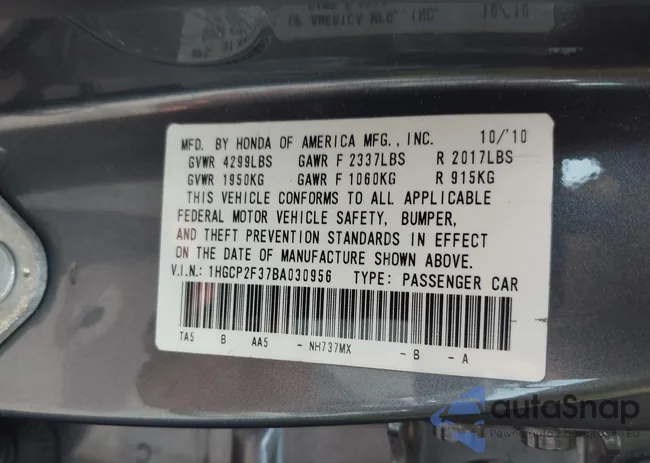 MFD. BY HONDA OF AMERICA MFG., INC. 10/'10
GVWR 4299LBS GAWR F 2337LBS R 2017LBS
GVWR 1950KG GAWR F 1060KG R 915KG
THIS VEHICLE CONFORMS TO ALL APPLICABLE
FEDERAL MOTOR VEHICLE SAFETY, BUMPER,
AND THEFT PREVENTION STANDARDS IN EFFECT
ON THE DATE OF MANUFACTURE SHOWN ABOVE.
V.I.N.: 1HGCP2F37BA030956 TYPE: PASSENGER CAR
TA5 B AA5 - NH737MX - B - A
autaSnap